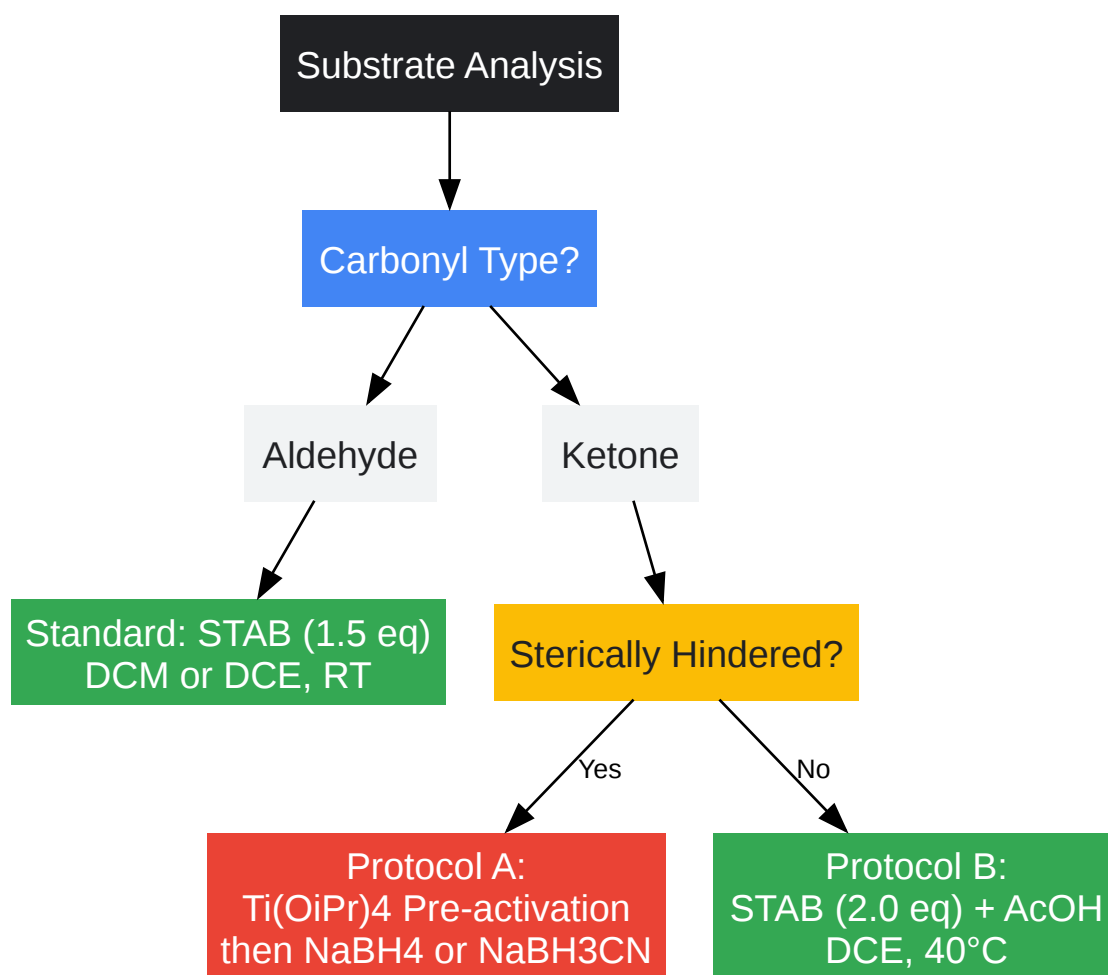 Substrate Analysis
Carbonyl Type?
Aldehyde
Ketone
Standard: STAB (1.5 eq)
DCM or DCE, RT
Sterically Hindered?
Yes
No
Protocol A:
Ti(OiPr)4 Pre-activation
then NaBH4 or NaBH3CN
Protocol B:
STAB (2.0 eq) + AcOH
DCE, 40°C